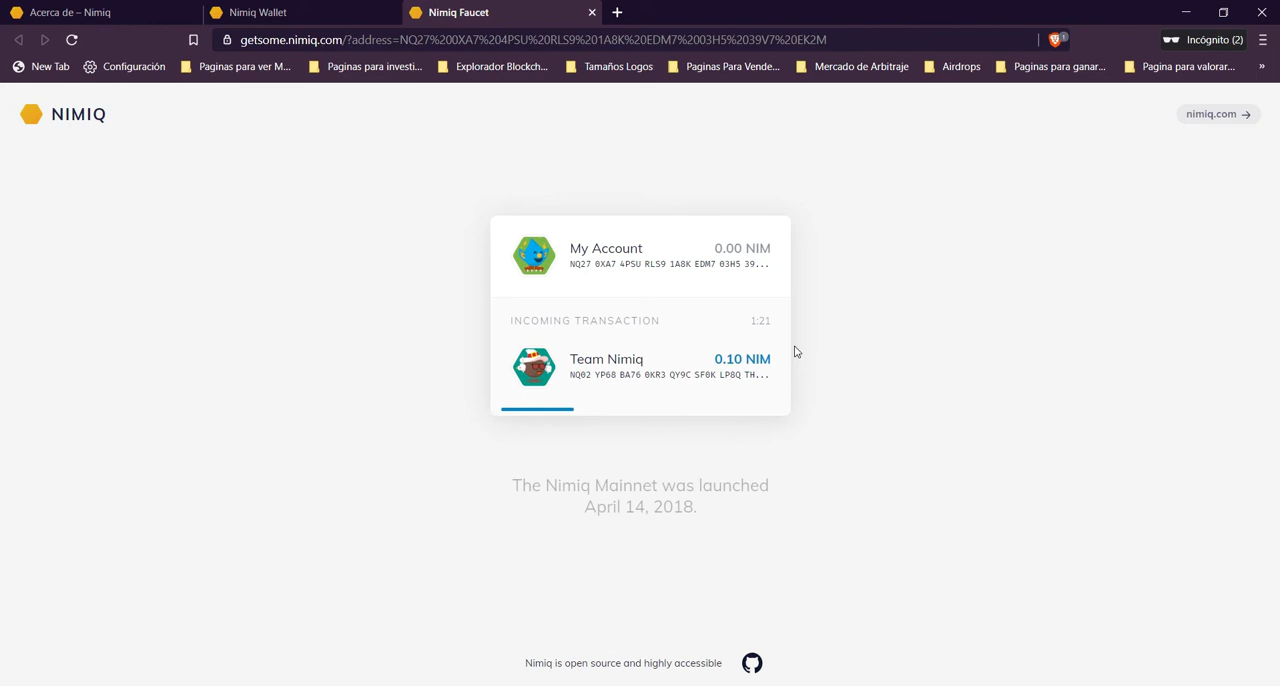 Acerca de – Nimiq
Nimiq Wallet
Nimiq Faucet
getsome.nimiq.com/?address=NQ27%200XA7%204PSU%20RLS9%201A8K%20EDM7%2003H5%2039V7%20EK2M
1
Incógnito (2)
New Tab
Configuración
Paginas para ver M...
Paginas para investi...
Explorador Blockch...
Tamaños Logos
Paginas Para Vende...
Mercado de Arbitraje
Airdrops
Paginas para ganar...
Pagina para valorar...
»
NIMIQ
nimiq.com →
My Account 0.00 NIM
NQ27 0XA7 4PSU RLS9 1A8K EDM7 03H5 39...
INCOMING TRANSACTION 1:21
Team Nimiq 0.10 NIM
NQ02 YP68 BA76 0KR3 QY9C SF0K LP8Q TH...
The Nimiq Mainnet was launched
April 14, 2018.
Nimiq is open source and highly accessible